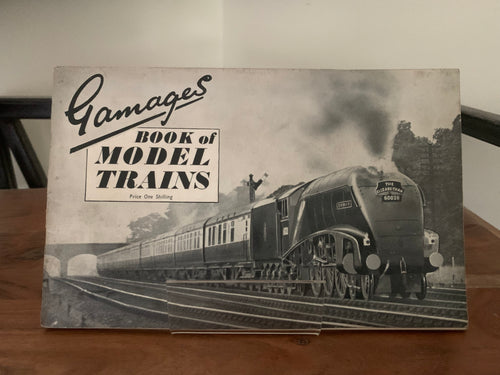 Gamages
BOOK of
MODEL
TRAINS
Price One Shilling
THE
ELIZABETHAN
60028